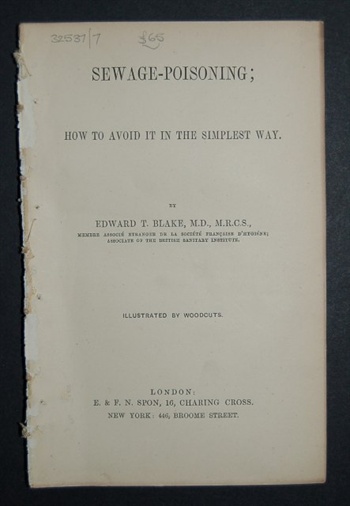 32537/7 £65
SEWAGE-POISONING;
HOW TO AVOID IT IN THE SIMPLEST WAY.
BY
EDWARD T. BLAKE, M.D., M.R.C.S.,
MEMBRE ASSOCIÉ ÉTRANGER DE LA SOCIÉTÉ FRANÇAISE D'HYGIÈNE;
ASSOCIATE OF THE BRITISH SANITARY INSTITUTE.
ILLUSTRATED BY WOODCUTS.
LONDON:
E. & F. N. SPON, 16, CHARING CROSS.
NEW YORK: 446, BROOME STREET.